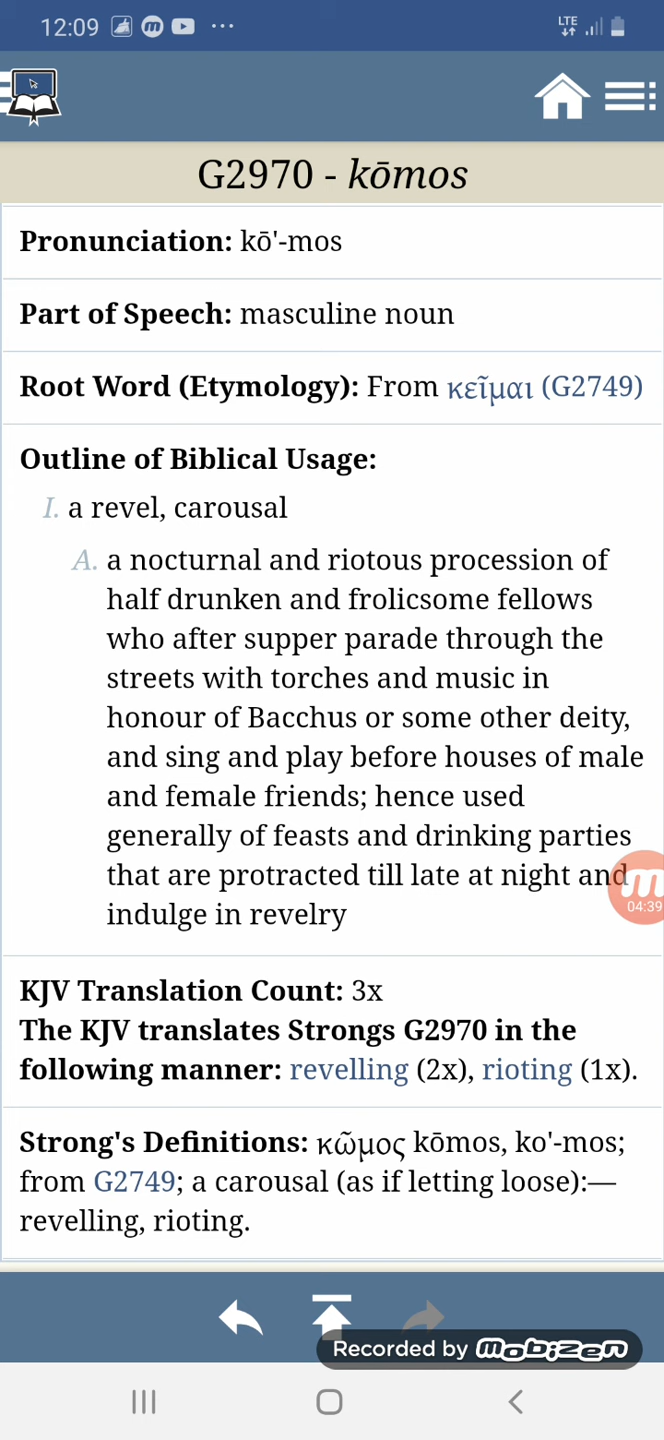 12:09
LTE
G2970 - kōmos
Pronunciation: kō'-mos
Part of Speech: masculine noun
Root Word (Etymology): From κεῖμαι (G2749)
Outline of Biblical Usage:
I. a revel, carousal
A. a nocturnal and riotous procession of
half drunken and frolicsome fellows
who after supper parade through the
streets with torches and music in
honour of Bacchus or some other deity,
and sing and play before houses of male
and female friends; hence used
generally of feasts and drinking parties
that are protracted till late at night and
indulge in revelry
04:39
KJV Translation Count: 3x
The KJV translates Strongs G2970 in the
following manner: revelling (2x), rioting (1x).
Strong's Definitions: κῶμος kōmos, ko'-mos;
from G2749; a carousal (as if letting loose):—
revelling, rioting.
Recorded by mobizen